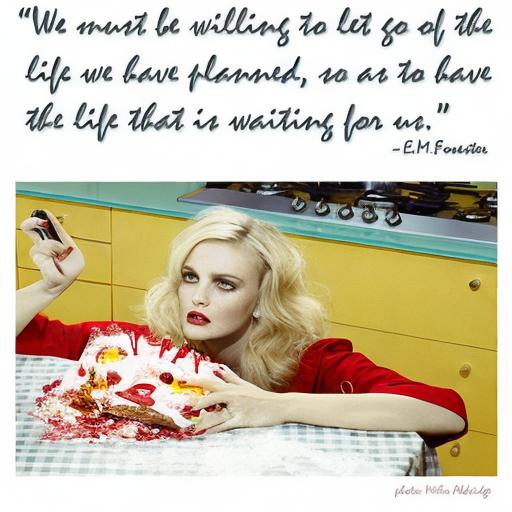 “We must be willing to let go of the
life we have planned, so as to have
the life that is waiting for us.”
~E.M. Forster
photo: